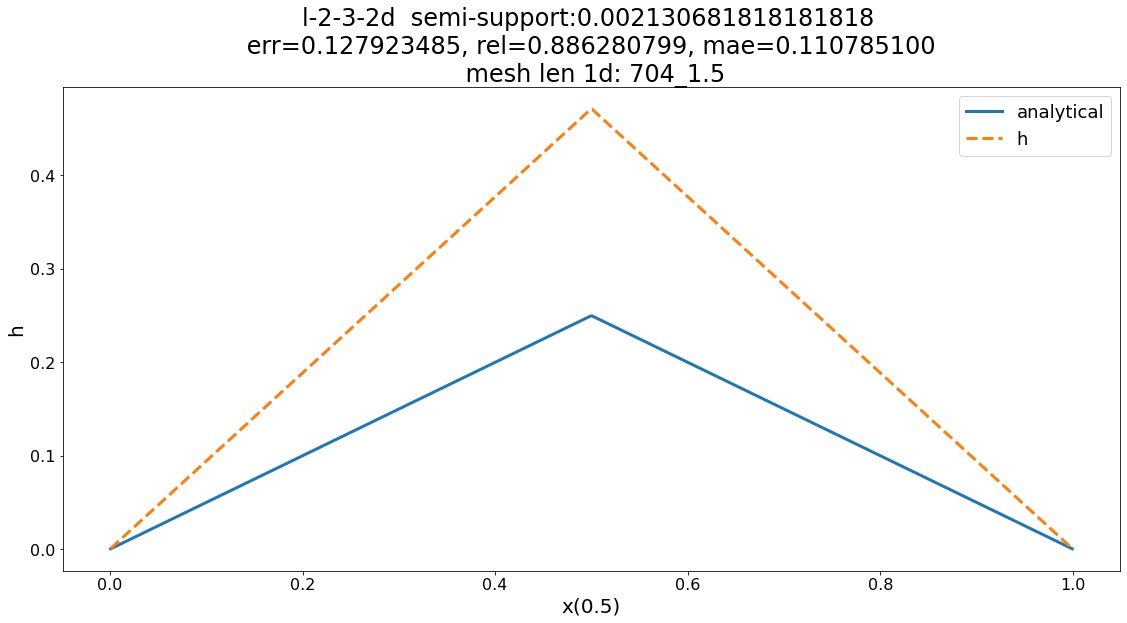 l-2-3-2d  semi-support:0.002130681818181818
err=0.127923485, rel=0.886280799, mae=0.110785100
mesh len 1d: 704_1.5
analytical
h
0.4
0.3
0.2
0.1
0.0
h
0.0 0.2 0.4 0.6 0.8 1.0
x(0.5)